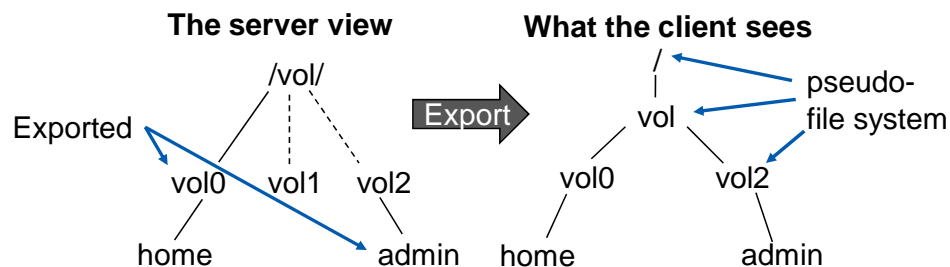 The server view
What the client sees
/vol/
/
Exported
Export
vol
pseudo-
file system
vol0
vol1
vol2
vol0
vol2
home
admin
home
admin